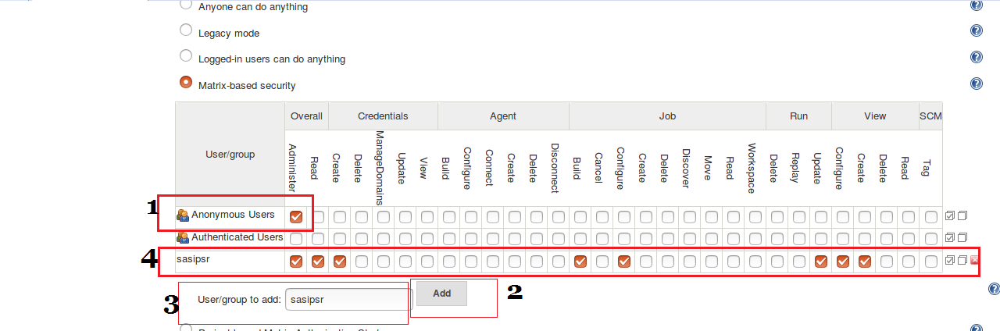 Anyone can do anything
Legacy mode
Logged-in users can do anything
Matrix-based security
User/group
Overall Credentials Agent Job Run View SCM
Administer Read Create Delete ManageDomains Update View Build Configure Connect Create Delete Disconnect Build Cancel Configure Create Delete Discover Move Read Workspace Delete Replay Update Configure Create Delete Read Tag
1 Anonymous Users
Authenticated Users
4 sasipsr
3 User/group to add: sasipsr Add 2